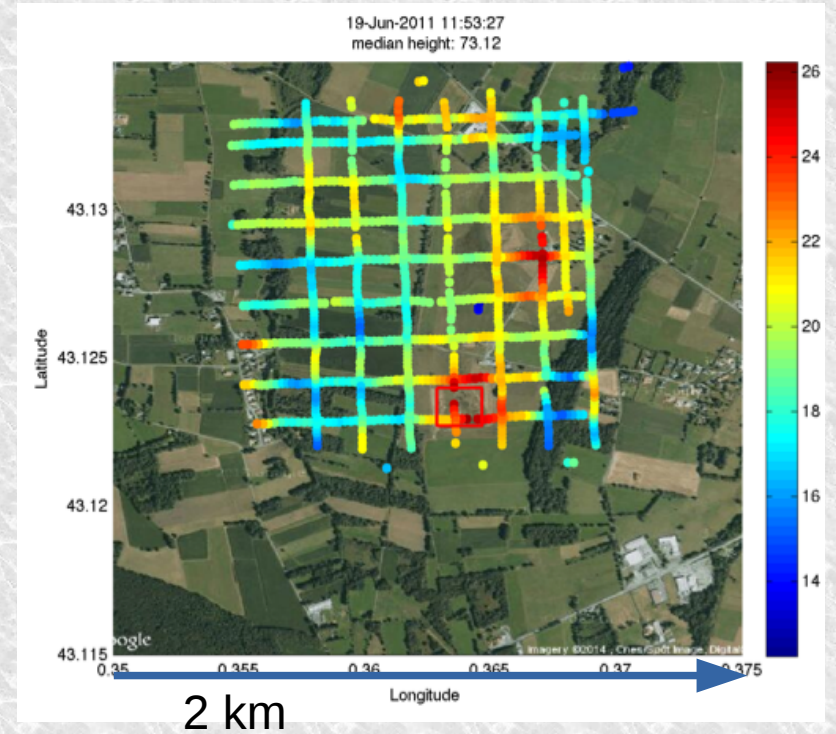 19-Jun-2011 11:53:27
median height: 73.12
26
24
22
20
18
16
14
43.13
43.125
43.12
43.115
Latitude
ogle
Imagery ©2014 , Cnes/Spot Image, Digital
0.35
0.355
0.36
0.365
0.37
0.375
Longitude
2 km